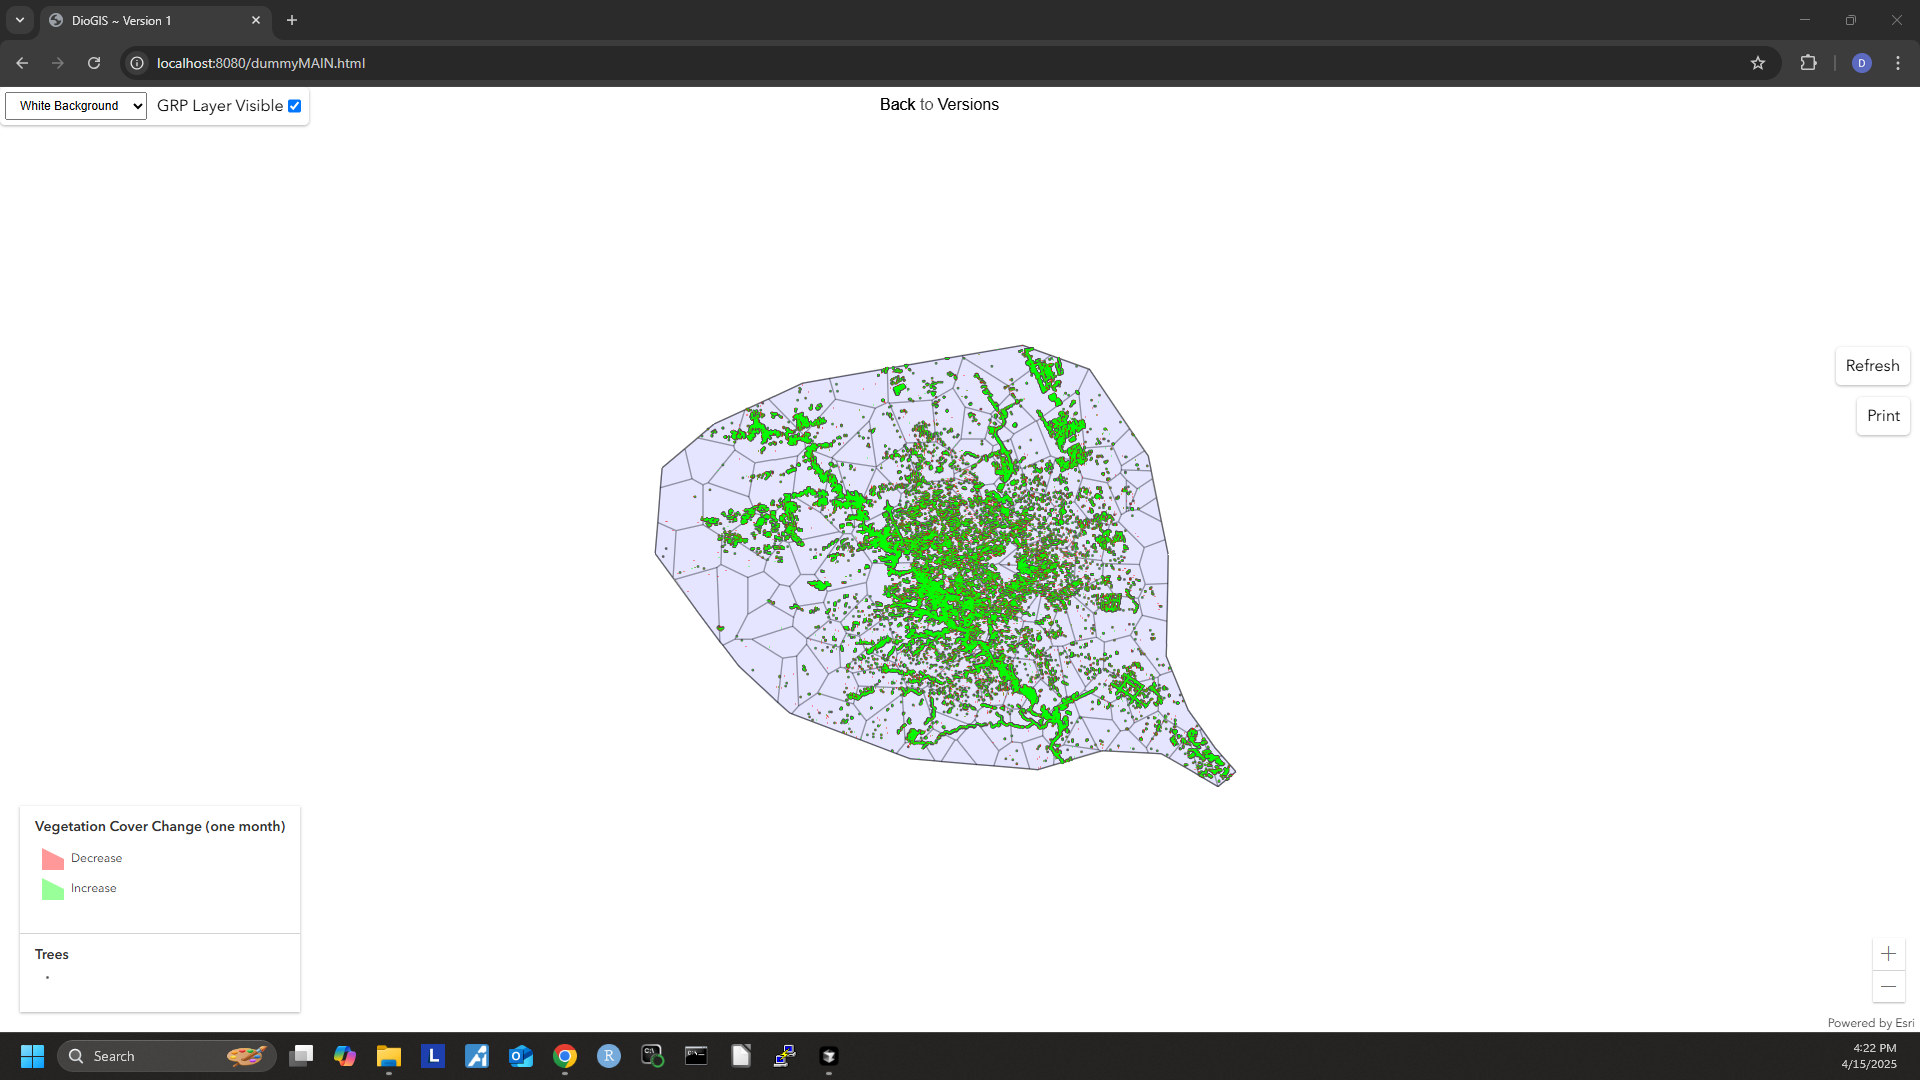 DioGIS ~ Version 1
localhost:8080/dummyMAIN.html
D
White Background
GRP Layer Visible
Back to Versions
Refresh
Print
Vegetation Cover Change (one month)
Decrease
Increase
Trees
+
−
Powered by Esri
Search
L
R
C:\
C:\
4:22 PM
4/15/2025